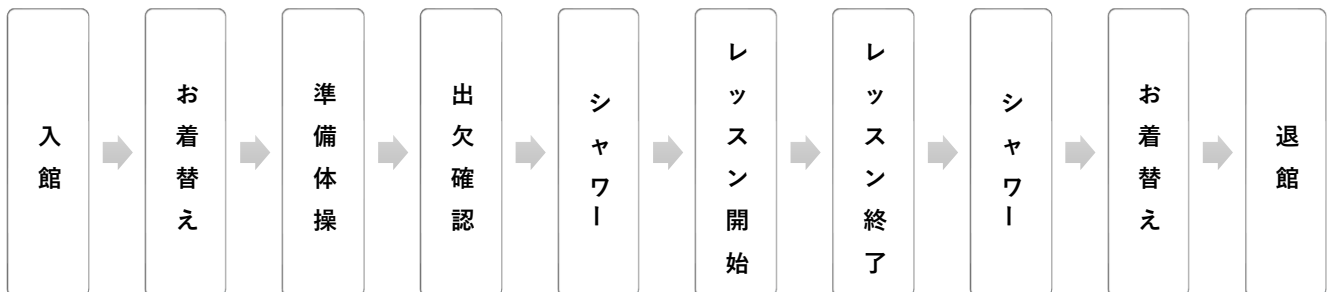 入館
お着替え
準備体操
出欠確認
シャワー
レッスン開始
レッスン終了
シャワー
お着替え
退館